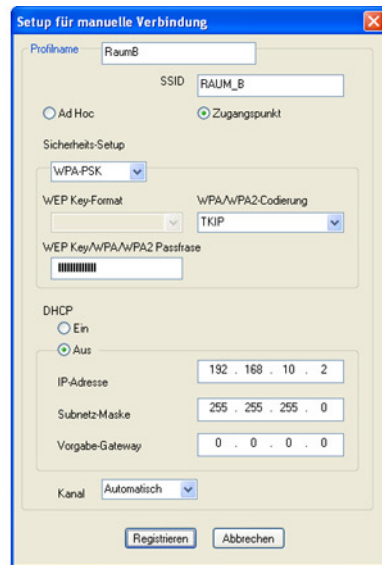 Setup für manuelle Verbindung
Profilname RaumB
SSID RAUM_B
Ad Hoc Zugangspunkt
Sicherheits-Setup
WPA-PSK
WEP Key-Format WPA/WPA2-Codierung
TKIP
WEP Key/WPA/WPA2 Passfrase
DHCP
Ein
Aus
IP-Adresse 192 . 168 . 10 . 2
Subnetz-Maske 255 . 255 . 255 . 0
Vorgabe-Gateway 0 . 0 . 0 . 0
Kanal Automatisch
Registrieren Abbrechen